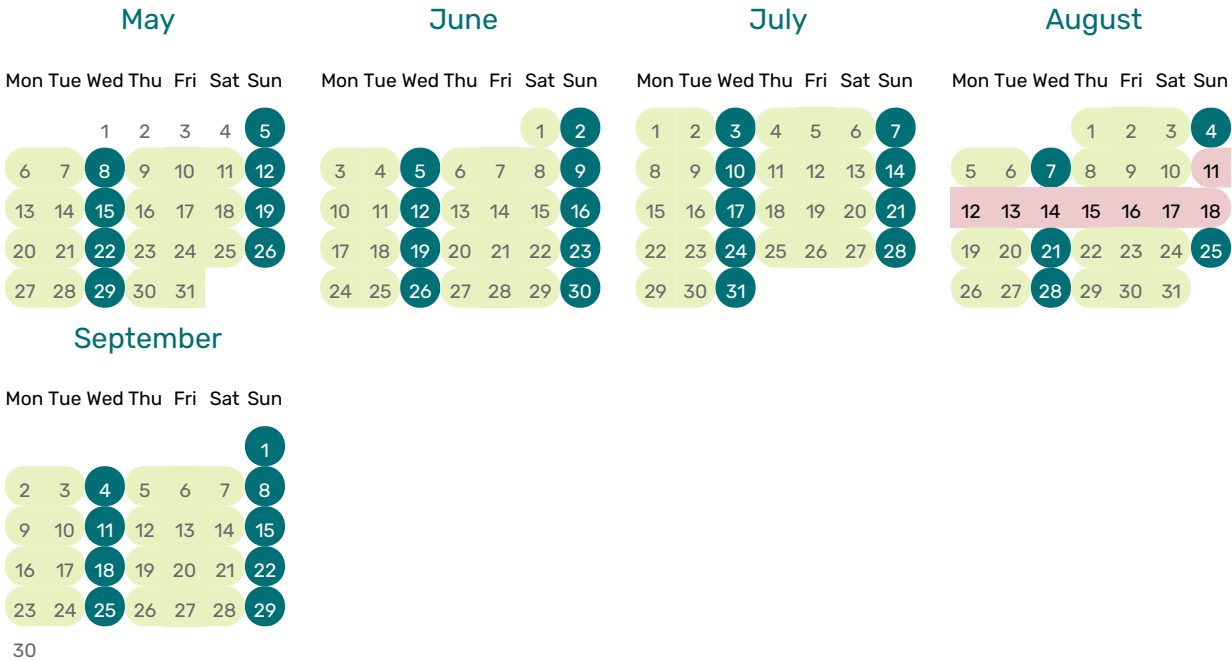 May
Mon Tue Wed Thu Fri Sat Sun
1 2 3 4 5
6 7 8 9 10 11 12
13 14 15 16 17 18 19
20 21 22 23 24 25 26
27 28 29 30 31
June
Mon Tue Wed Thu Fri Sat Sun
1 2
3 4 5 6 7 8 9
10 11 12 13 14 15 16
17 18 19 20 21 22 23
24 25 26 27 28 29 30
July
Mon Tue Wed Thu Fri Sat Sun
1 2 3 4 5 6 7
8 9 10 11 12 13 14
15 16 17 18 19 20 21
22 23 24 25 26 27 28
29 30 31
August
Mon Tue Wed Thu Fri Sat Sun
1 2 3 4
5 6 7 8 9 10 11
12 13 14 15 16 17 18
19 20 21 22 23 24 25
26 27 28 29 30 31
September
Mon Tue Wed Thu Fri Sat Sun
1
2 3 4 5 6 7 8
9 10 11 12 13 14 15
16 17 18 19 20 21 22
23 24 25 26 27 28 29
30